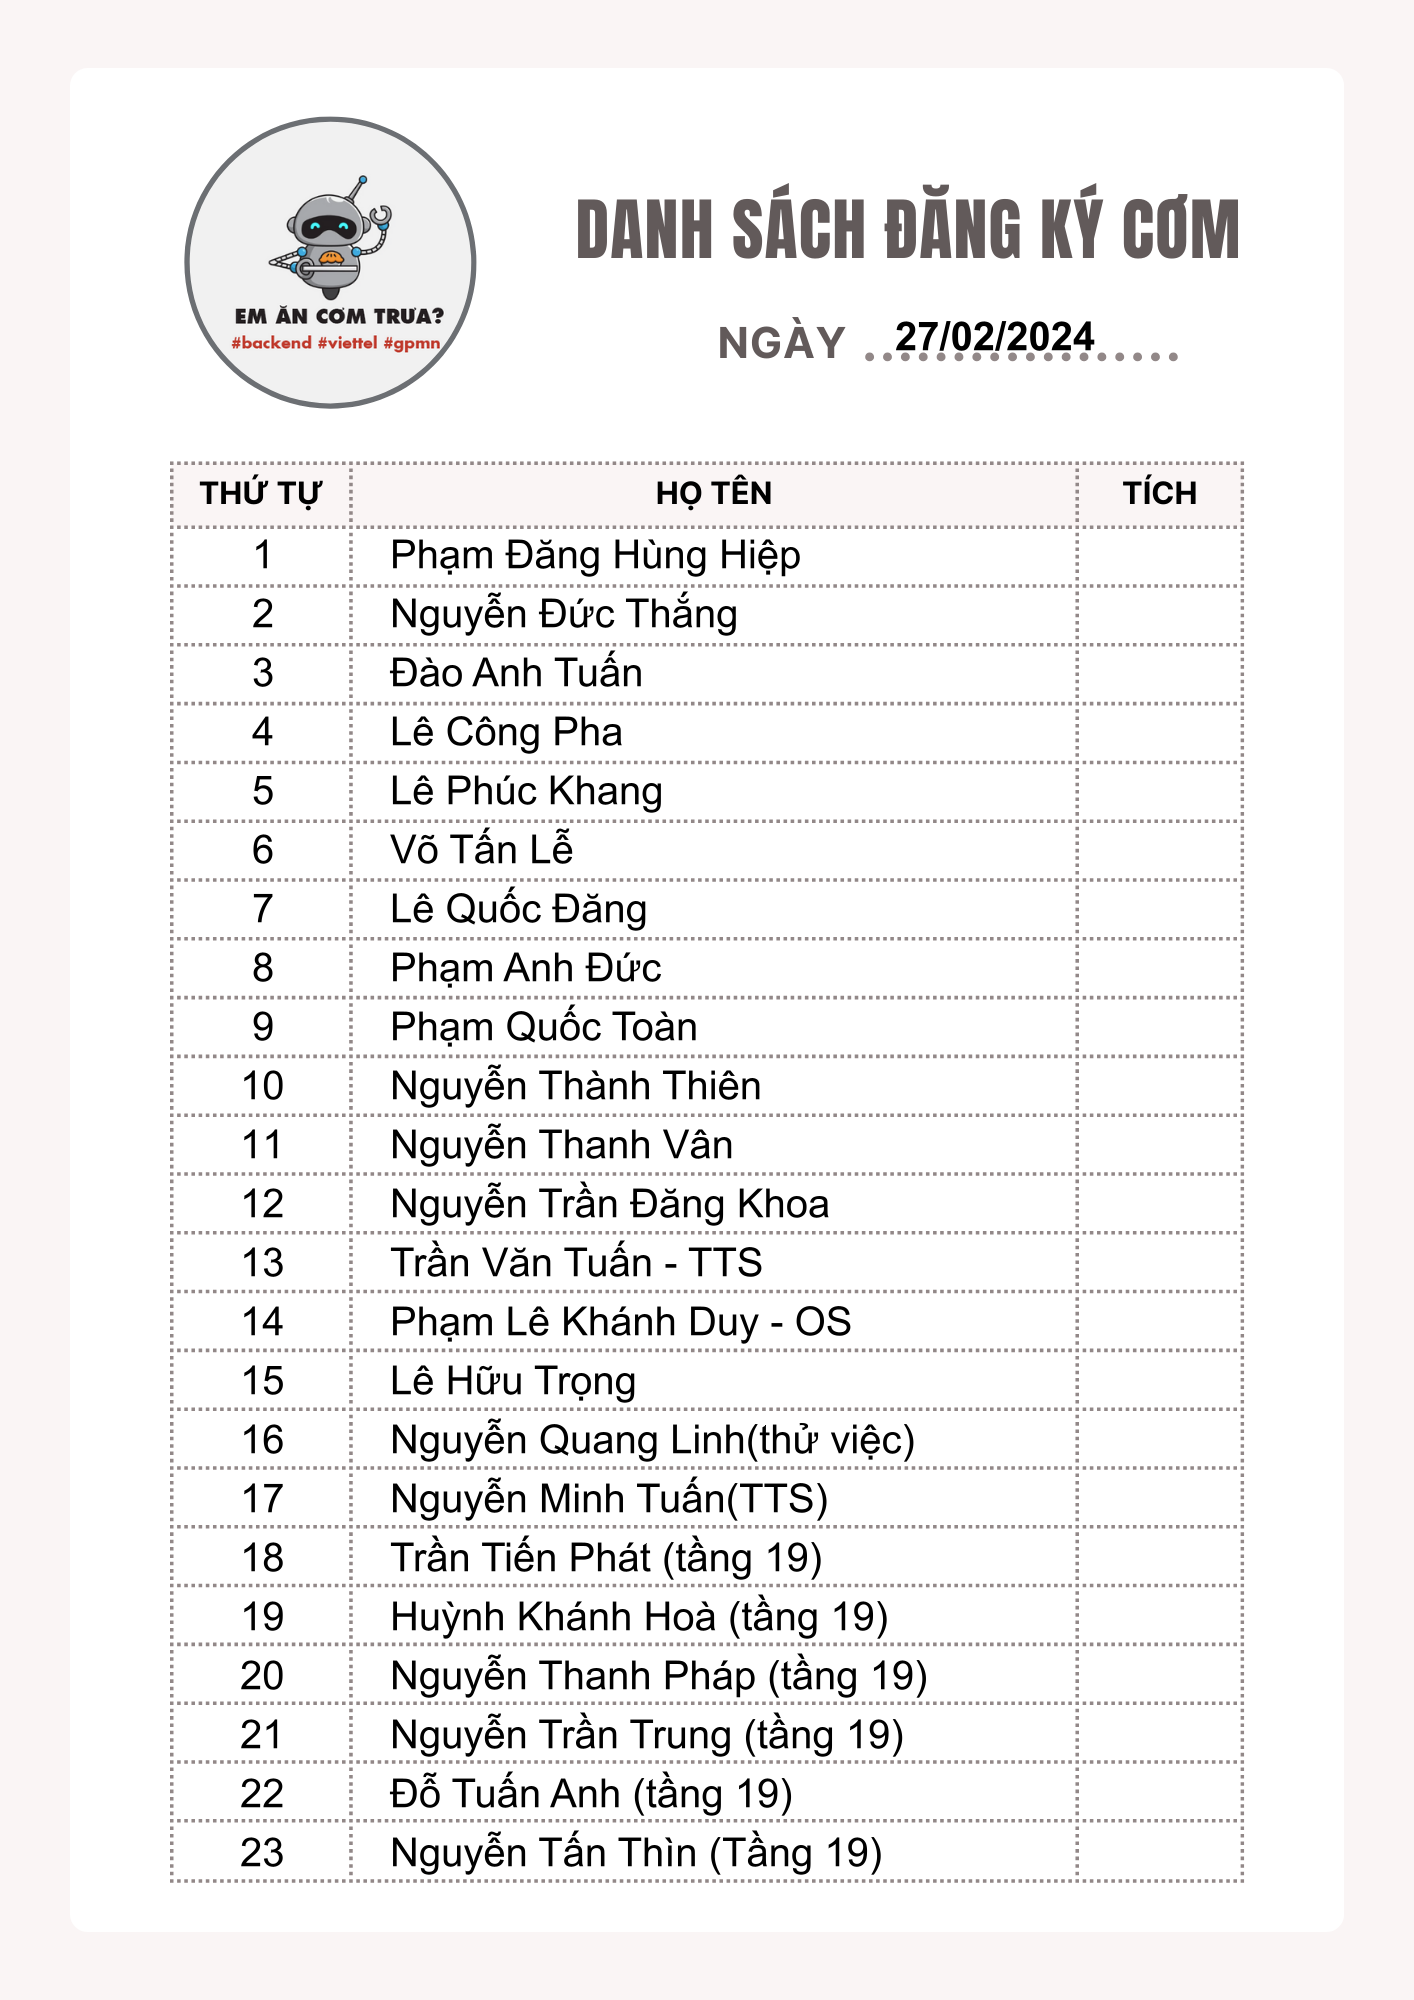 EM ĂN CƠM TRƯA?
#backend #viettel #gpmn
DANH SÁCH ĐĂNG KÝ CƠM
NGÀY 27/02/2024
THỨ TỰ HỌ TÊN TÍCH
1 Phạm Đăng Hùng Hiệp
2 Nguyễn Đức Thắng
3 Đào Anh Tuấn
4 Lê Công Pha
5 Lê Phúc Khang
6 Võ Tấn Lễ
7 Lê Quốc Đăng
8 Phạm Anh Đức
9 Phạm Quốc Toàn
10 Nguyễn Thành Thiên
11 Nguyễn Thanh Vân
12 Nguyễn Trần Đăng Khoa
13 Trần Văn Tuấn - TTS
14 Phạm Lê Khánh Duy - OS
15 Lê Hữu Trọng
16 Nguyễn Quang Linh(thử việc)
17 Nguyễn Minh Tuấn(TTS)
18 Trần Tiến Phát (tầng 19)
19 Huỳnh Khánh Hoà (tầng 19)
20 Nguyễn Thanh Pháp (tầng 19)
21 Nguyễn Trần Trung (tầng 19)
22 Đỗ Tuấn Anh (tầng 19)
23 Nguyễn Tấn Thìn (Tầng 19)